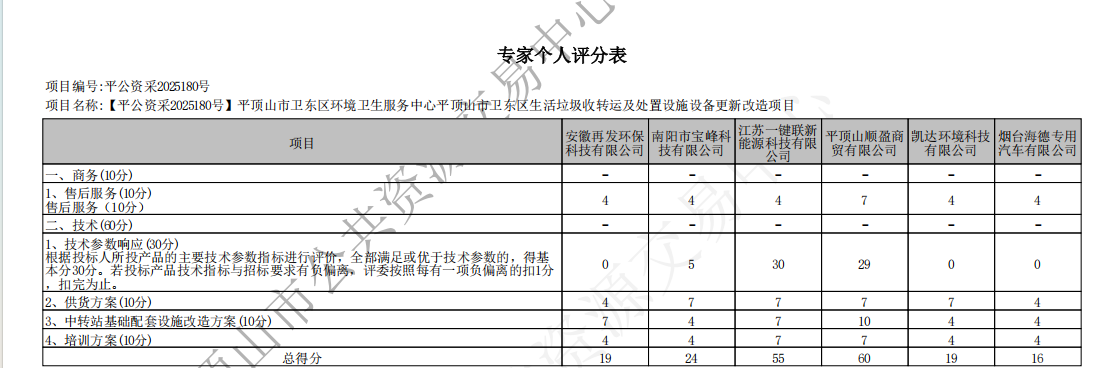 专家个人评分表
项目编号:平公资采2025180号
项目名称:【平公资采2025180号】平顶山市卫东区环境卫生服务中心平顶山市卫东区生活垃圾收转运及处置设施设备更新改造项目
项目 安徽再发环保科技有限公司 南阳市宝峰科技有限公司 江苏一键联新能源科技有限公司 平顶山顺盈商贸有限公司 凯达环境科技有限公司 烟台海德专用汽车有限公司
一、商务(10分) - - - - - -
1、售后服务(10分)
售后服务（10分） 4 4 4 7 4 4
二、技术(60分) - - - - - -
1、技术参数响应(30分)
根据投标人所投产品的主要技术参数指标进行评价，全部满足或优于技术参数的，得基
本分30分。若投标产品技术指标与招标要求有负偏离，评委按照每有一项负偏离的扣1分
，扣完为止。 0 5 30 29 0 0
2、供货方案(10分) 4 7 7 7 7 4
3、中转站基础配套设施改造方案(10分) 7 4 7 10 4 4
4、培训方案(10分) 4 4 7 7 4 4
总得分 19 24 55 60 19 16
顶山市公共资源交易中心
资源交易中心